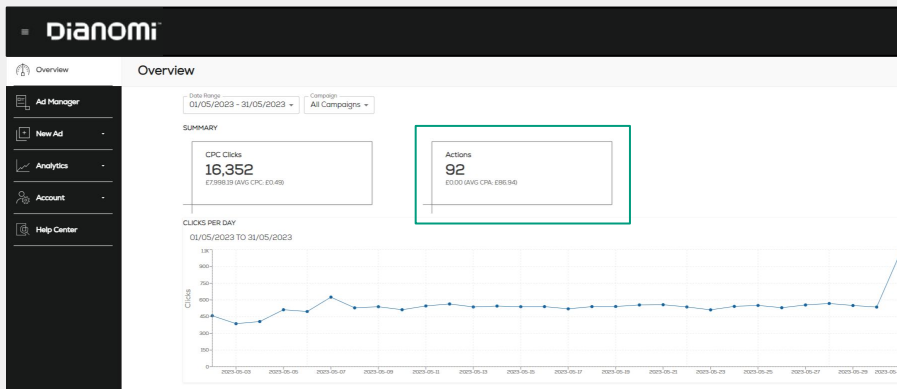 DIANOMI
Overview
Overview
Ad Manager
New Ad
Analytics
Account
Help Center
Date Range
01/05/2023 - 31/05/2023
Campaign
All Campaigns
SUMMARY
CPC Clicks
16,352
£7,998.19 (AVG CPC: £0.49)
Actions
92
£0.00 (AVG CPA: £86.94)
CLICKS PER DAY
01/05/2023 TO 31/05/2023
Clicks
1K
900
750
600
450
300
150
0
2023-05-03 2023-05-05 2023-05-07 2023-05-09 2023-05-11 2023-05-13 2023-05-15 2023-05-17 2023-05-19 2023-05-21 2023-05-23 2023-05-25 2023-05-27 2023-05-29